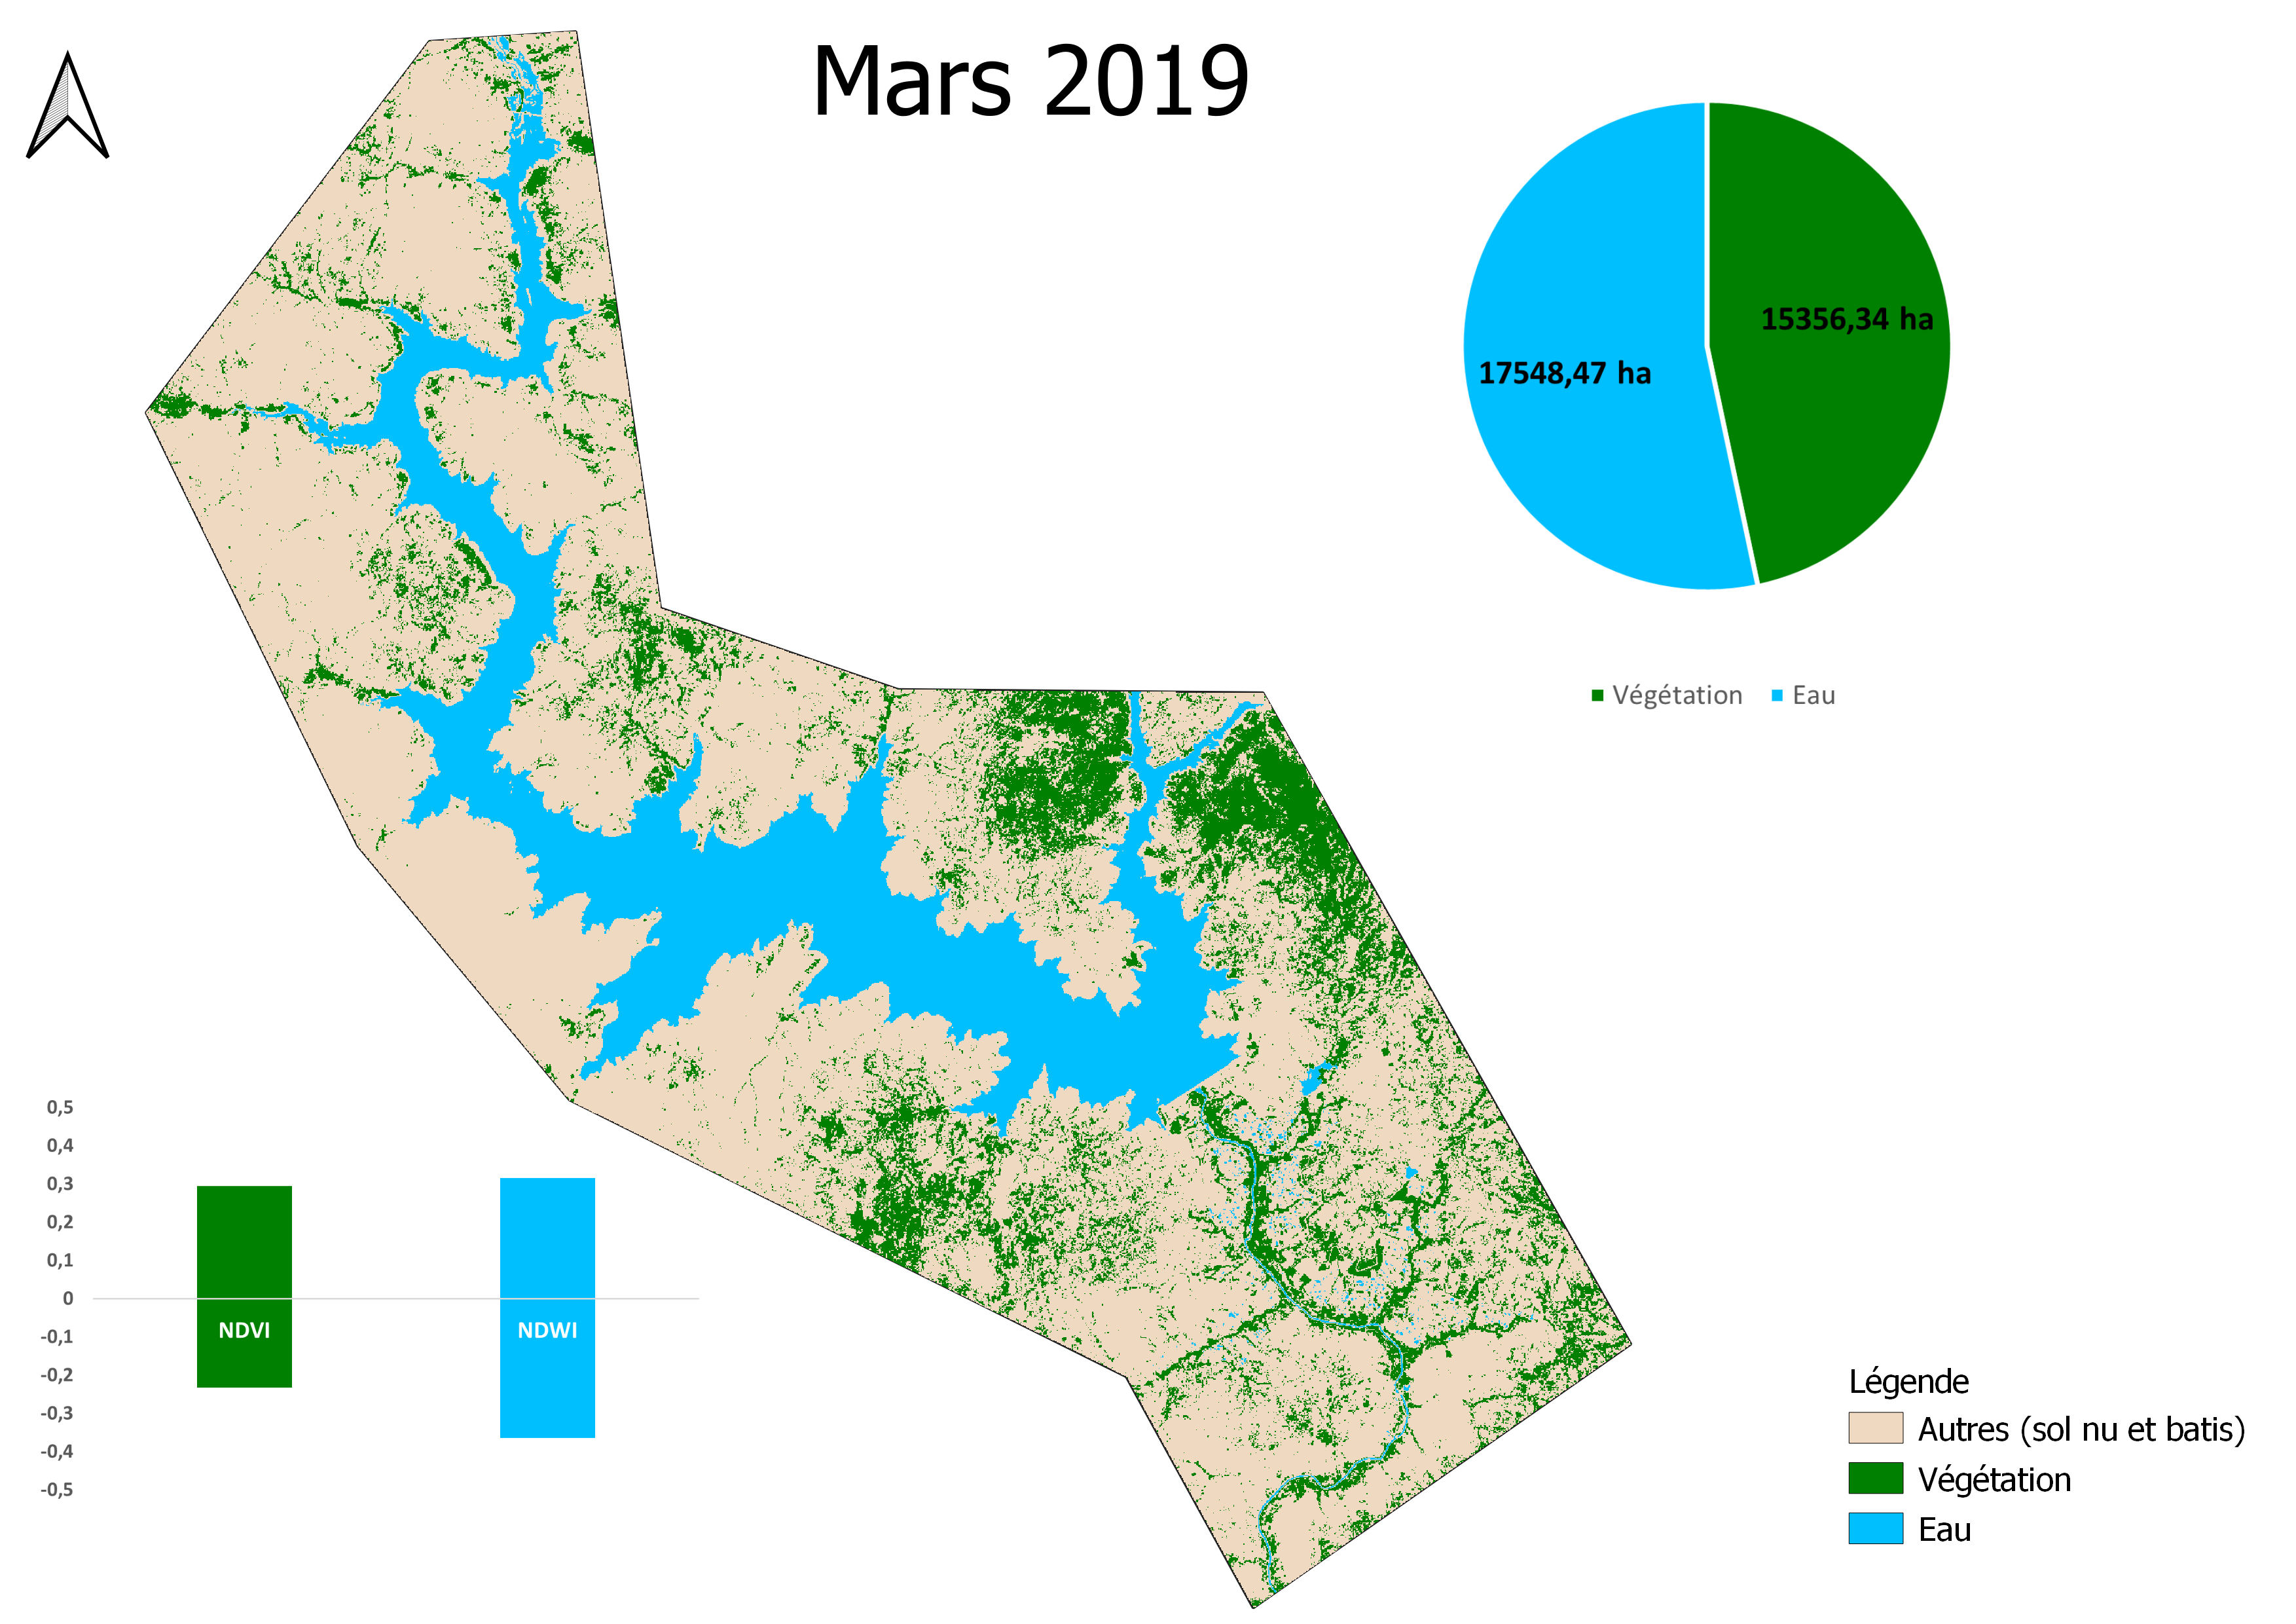 Mars 2019
15356,34 ha
17548,47 ha
Végétation Eau
0,5
0,4
0,3
0,2
0,1
0
-0,1
-0,2
-0,3
-0,4
-0,5
NDVI NDWI
Légende
Autres (sol nu et batis)
Végétation
Eau